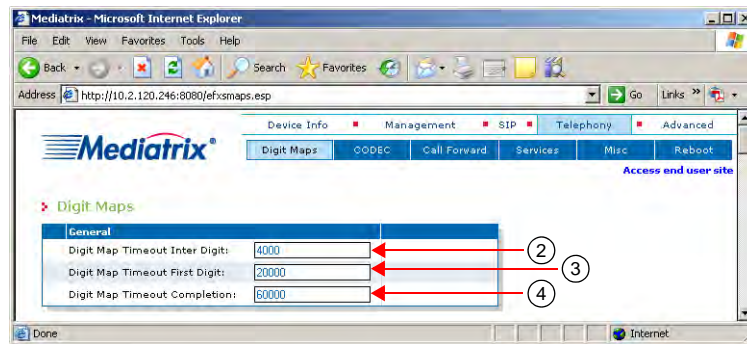 Mediatrix - Microsoft Internet Explorer
File Edit View Favorites Tools Help
Back Search Favorites
Address http://10.2.120.246:8080/efxsmaps.esp Go Links »
Device Info Management SIP Telephony Advanced
Mediatrix®
Digit Maps CODEC Call Forward Services Misc Reboot
Access end user site
Digit Maps
General
Digit Map Timeout Inter Digit: 4000 2
Digit Map Timeout First Digit: 20000 3
Digit Map Timeout Completion: 60000 4
Done Internet